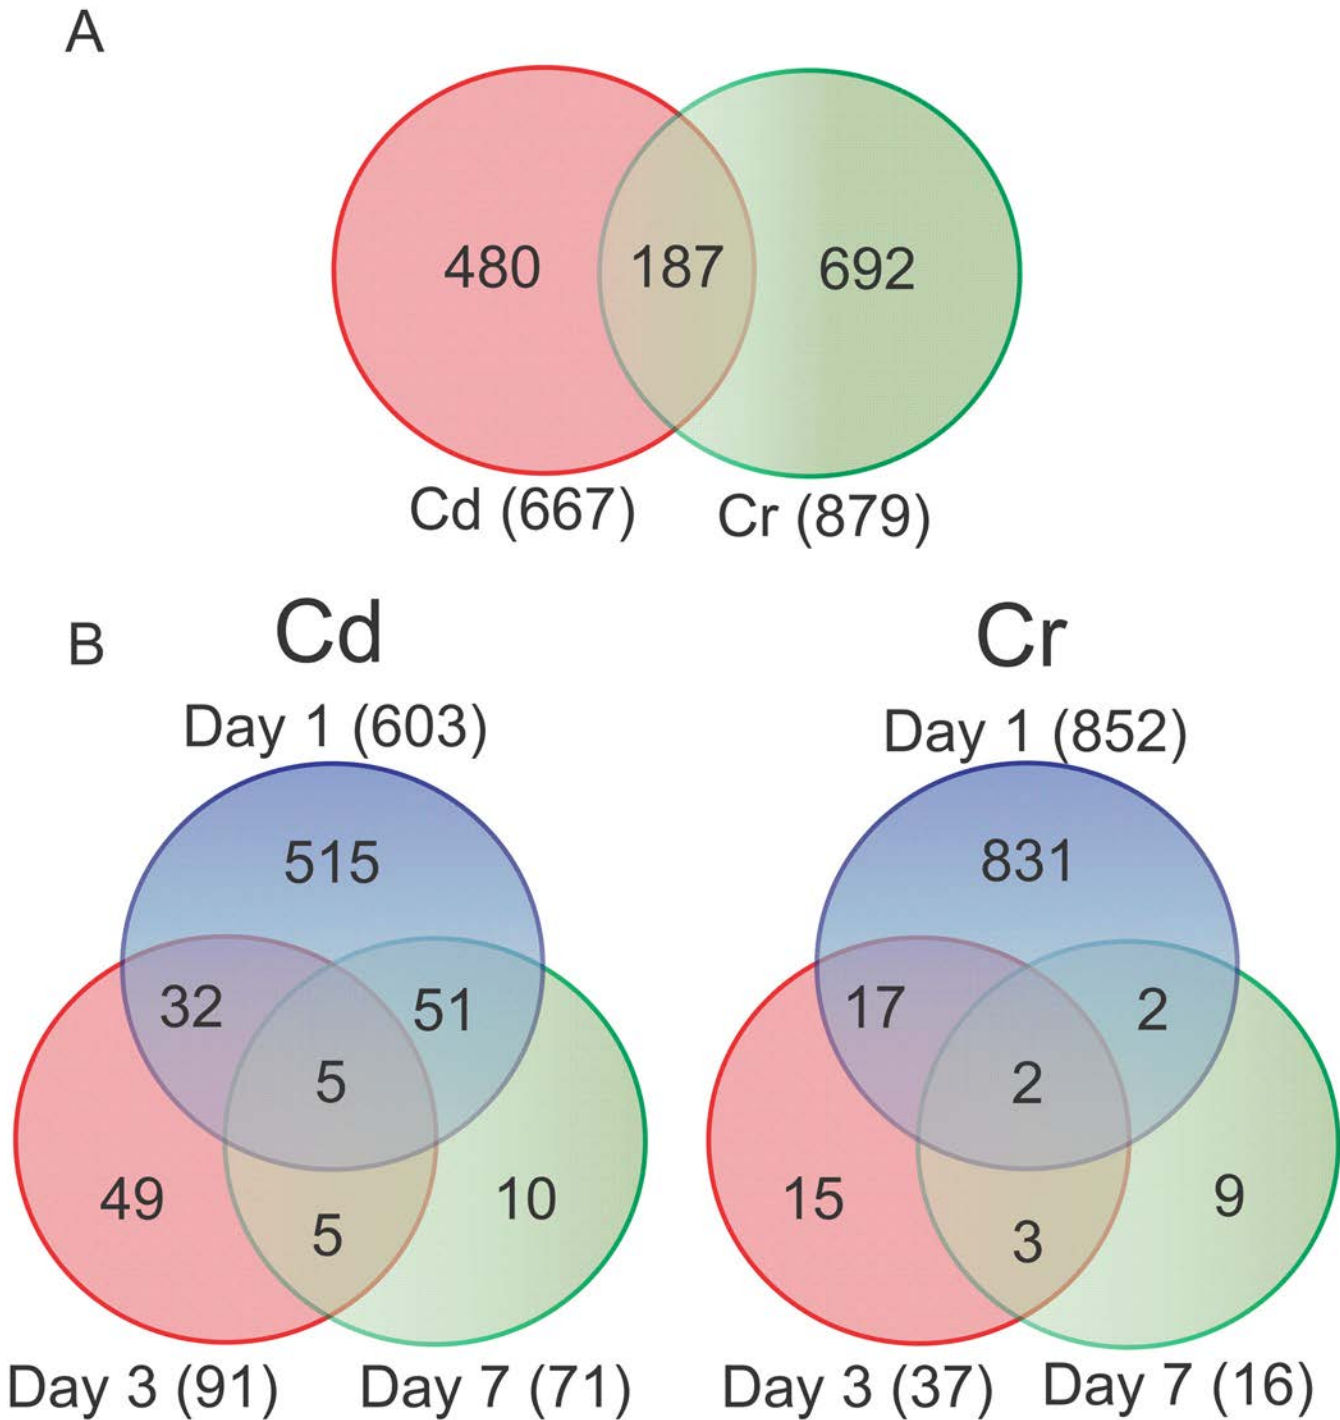 A
480 187 692
Cd (667) Cr (879)
B Cd Cr
Day 1 (603) Day 1 (852)
515 831
32 51 17 2
5 2
49 10 15 9
5 3
Day 3 (91) Day 7 (71) Day 3 (37) Day 7 (16)